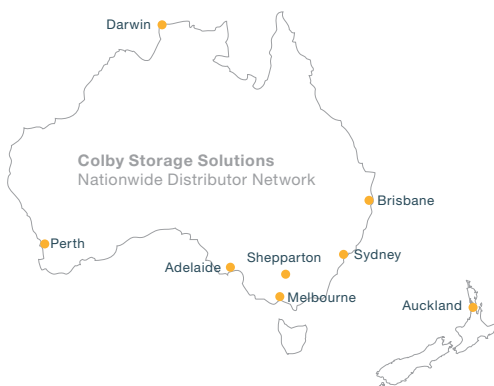 Darwin
Colby Storage Solutions
Nationwide Distributor Network
Brisbane
Perth
Shepparton
Sydney
Adelaide
Melbourne
Auckland